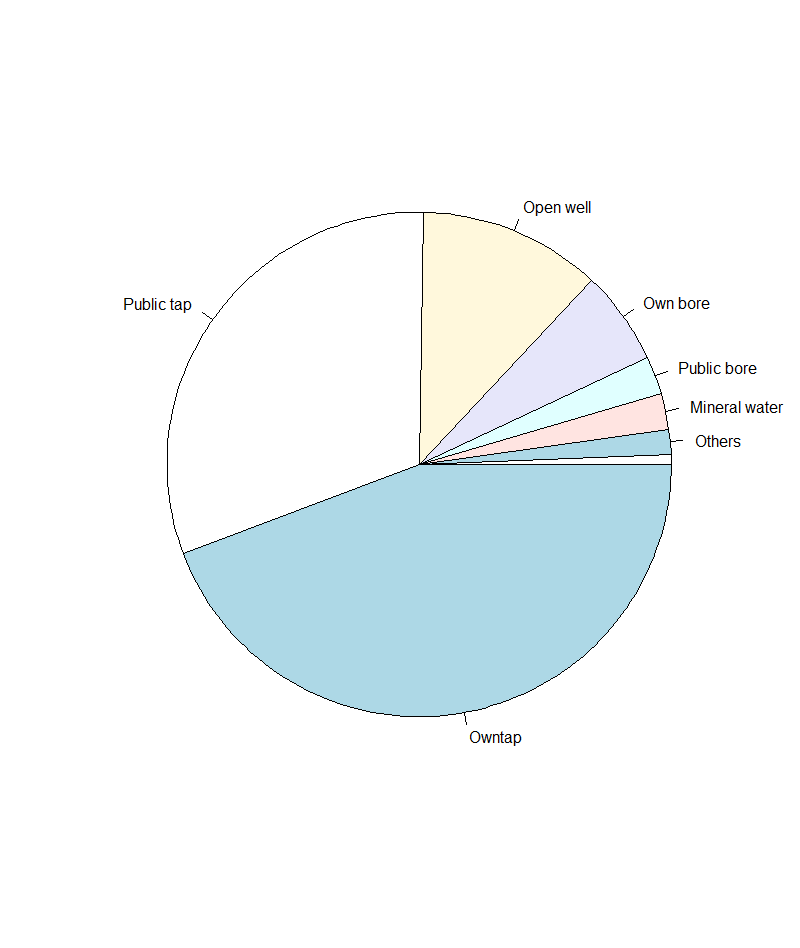 Open well
Public tap
Own bore
Public bore
Mineral water
Others
Owntap